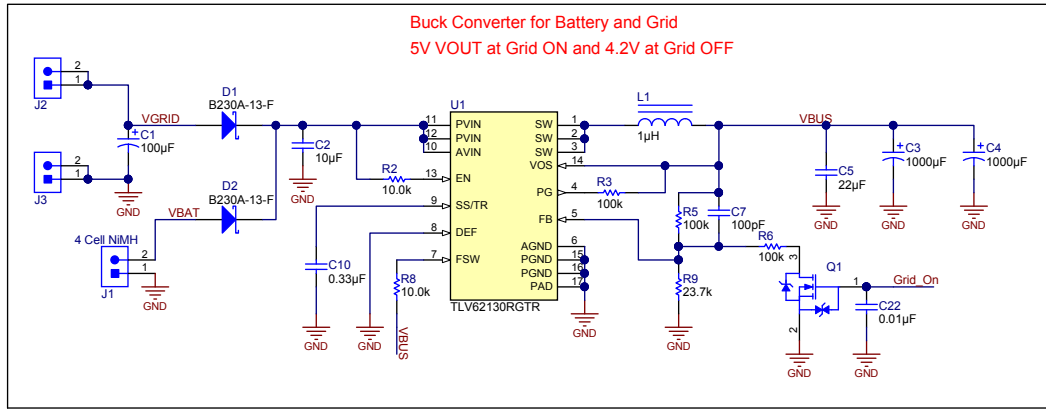 Buck Converter for Battery and Grid
5V VOUT at Grid ON and 4.2V at Grid OFF
2
1
J2
VGRID
D1
B230A-13-F
C1
100µF
2
1
J3
GND
VBAT
D2
B230A-13-F
4 Cell NiMH
2
1
J1
GND
C2
10µF
GND
R2
10.0k
C10
0.33µF
GND
GND
R8
10.0k
VBUS
U1
11 PVIN
12 PVIN
10 AVIN
13 EN
9 SS/TR
8 DEF
7 FSW
SW 1
SW 2
SW 3
VOS 14
PG 4
FB 5
AGND 6
PGND 15
PGND 16
PAD 17
TLV62130RGTR
GND
L1
1µH
R3
100k
R5
100k
C7
100pF
R9
23.7k
GND
R6
100k
VBUS
C5
22µF
GND
C3
1000µF
GND
C4
1000µF
GND
3
Q1
1
2
GND
Grid_On
C22
0.01µF
GND